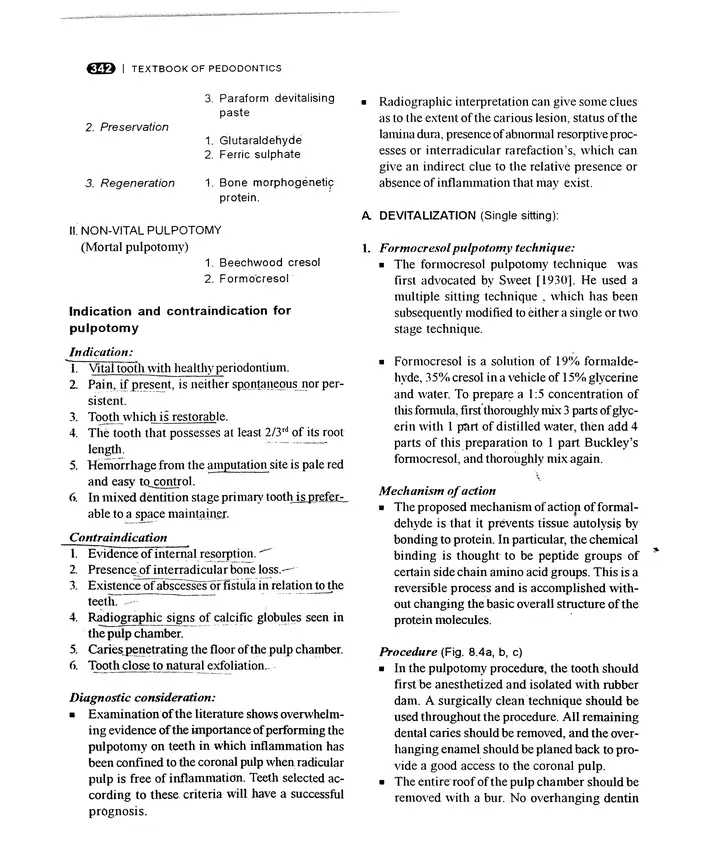 342 | TEXTBOOK OF PEDODONTICS
3. Paraform devitalising
paste
2. Preservation
1. Glutaraldehyde
2. Ferric sulphate
3. Regeneration 1. Bone morphogenetic
protein.
II. NON-VITAL PULPOTOMY
(Mortal pulpotomy)
1. Beechwood cresol
2. Formocresol
Indication and contraindication for
pulpotomy
Indication:
1. Vital tooth with healthy periodontium.
2. Pain, if present, is neither spontaneous nor per-
sistent.
3. Tooth which is restorable.
4. The tooth that possesses at least 2/3rd of its root
length.
5. Hemorrhage from the amputation site is pale red
and easy to control.
6. In mixed dentition stage primary tooth is prefer-
able to a space maintainer.
Contraindication
1. Evidence of internal resorption.
2. Presence of interradicular bone loss.
3. Existence of abscesses or fistula in relation to the
teeth.
4. Radiographic signs of calcific globules seen in
the pulp chamber.
5. Caries penetrating the floor of the pulp chamber.
6. Tooth close to natural exfoliation.
Diagnostic consideration:
▪ Examination of the literature shows overwhelm-
ing evidence of the importance of performing the
pulpotomy on teeth in which inflammation has
been confined to the coronal pulp when radicular
pulp is free of inflammation. Teeth selected ac-
cording to these criteria will have a successful
prognosis.
▪ Radiographic interpretation can give some clues
as to the extent of the carious lesion, status of the
lamina dura, presence of abnormal resorptive proc-
esses or interradicular rarefaction's, which can
give an indirect clue to the relative presence or
absence of inflammation that may exist.
A. DEVITALIZATION (Single sitting):
1. Formocresol pulpotomy technique:
▪ The formocresol pulpotomy technique was
first advocated by Sweet [1930]. He used a
multiple sitting technique , which has been
subsequently modified to either a single or two
stage technique.
▪ Formocresol is a solution of 19% formalde-
hyde, 35% cresol in a vehicle of 15% glycerine
and water. To prepare a 1:5 concentration of
this formula, first thoroughly mix 3 parts of glyc-
erin with 1 part of distilled water, then add 4
parts of this preparation to 1 part Buckley's
formocresol, and thoroughly mix again.
Mechanism of action
▪ The proposed mechanism of action of formal-
dehyde is that it prevents tissue autolysis by
bonding to protein. In particular, the chemical
binding is thought to be peptide groups of
certain side chain amino acid groups. This is a
reversible process and is accomplished with-
out changing the basic overall structure of the
protein molecules.
Procedure (Fig. 8.4a, b, c)
▪ In the pulpotomy procedure, the tooth should
first be anesthetized and isolated with rubber
dam. A surgically clean technique should be
used throughout the procedure. All remaining
dental caries should be removed, and the over-
hanging enamel should be planed back to pro-
vide a good access to the coronal pulp.
▪ The entire roof of the pulp chamber should be
removed with a bur. No overhanging dentin